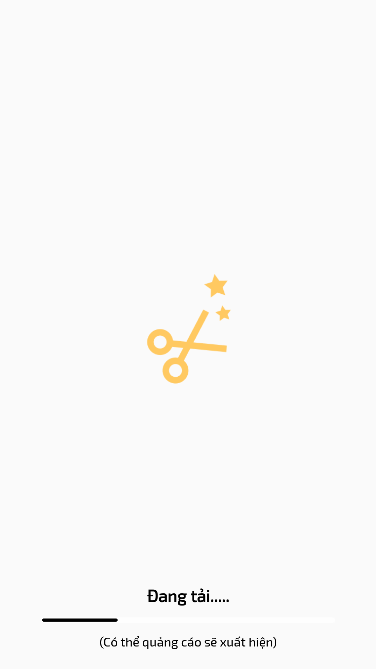 Đang tải.....
(Có thể quảng cáo sẽ xuất hiện)